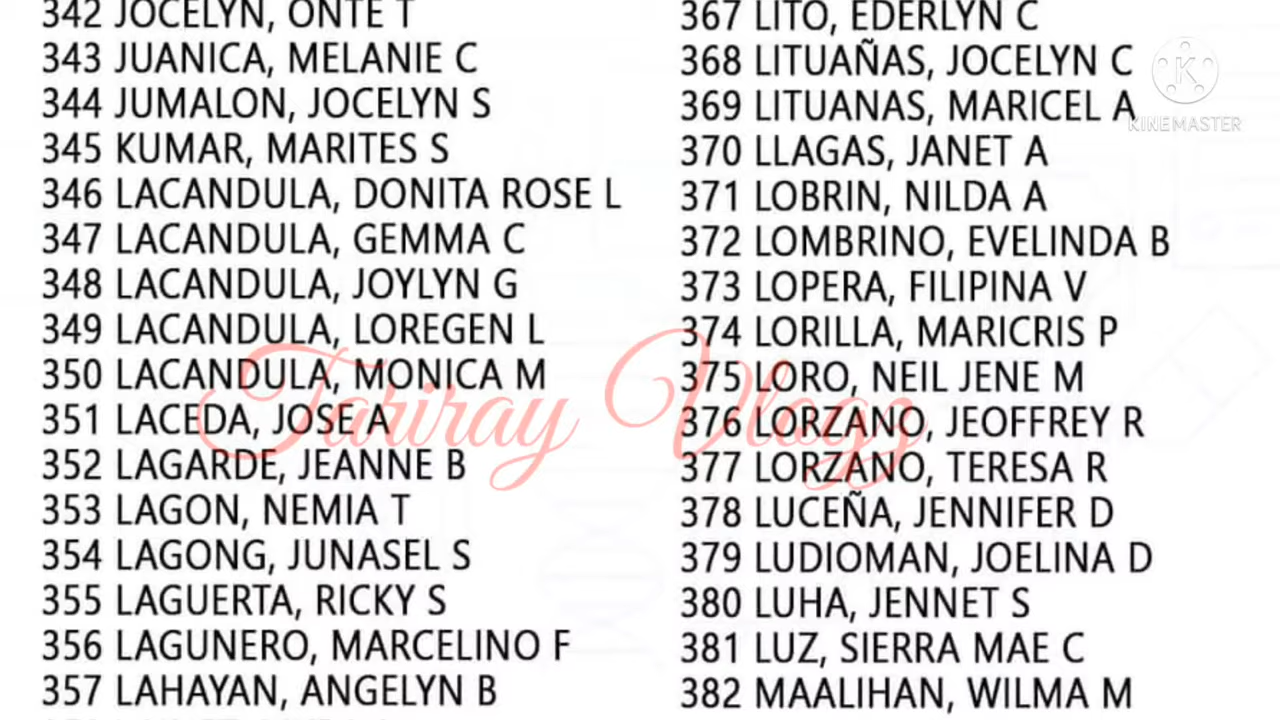 342 JOCELYN, ONTE T
343 JUANICA, MELANIE C
344 JUMALON, JOCELYN S
345 KUMAR, MARITES S
346 LACANDULA, DONITA ROSE L
347 LACANDULA, GEMMA C
348 LACANDULA, JOYLYN G
349 LACANDULA, LOREGEN L
350 LACANDULA, MONICA M
351 LACEDA, JOSE A
352 LAGARDE, JEANNE B
353 LAGON, NEMIA T
354 LAGONG, JUNASEL S
355 LAGUERTA, RICKY S
356 LAGUNERO, MARCELINO F
357 LAHAYAN, ANGELYN B
367 LITO, EDERLYN C
368 LITUAÑAS, JOCELYN C
369 LITUANAS, MARICEL A
370 LLAGAS, JANET A
371 LOBRIN, NILDA A
372 LOMBRINO, EVELINDA B
373 LOPERA, FILIPINA V
374 LORILLA, MARICRIS P
375 LORO, NEIL JENE M
376 LORZANO, JEOFFREY R
377 LORZANO, TERESA R
378 LUCEÑA, JENNIFER D
379 LUDIOMAN, JOELINA D
380 LUHA, JENNET S
381 LUZ, SIERRA MAE C
382 MAALIHAN, WILMA M
Tariray Vlogz
K
KINEMASTER